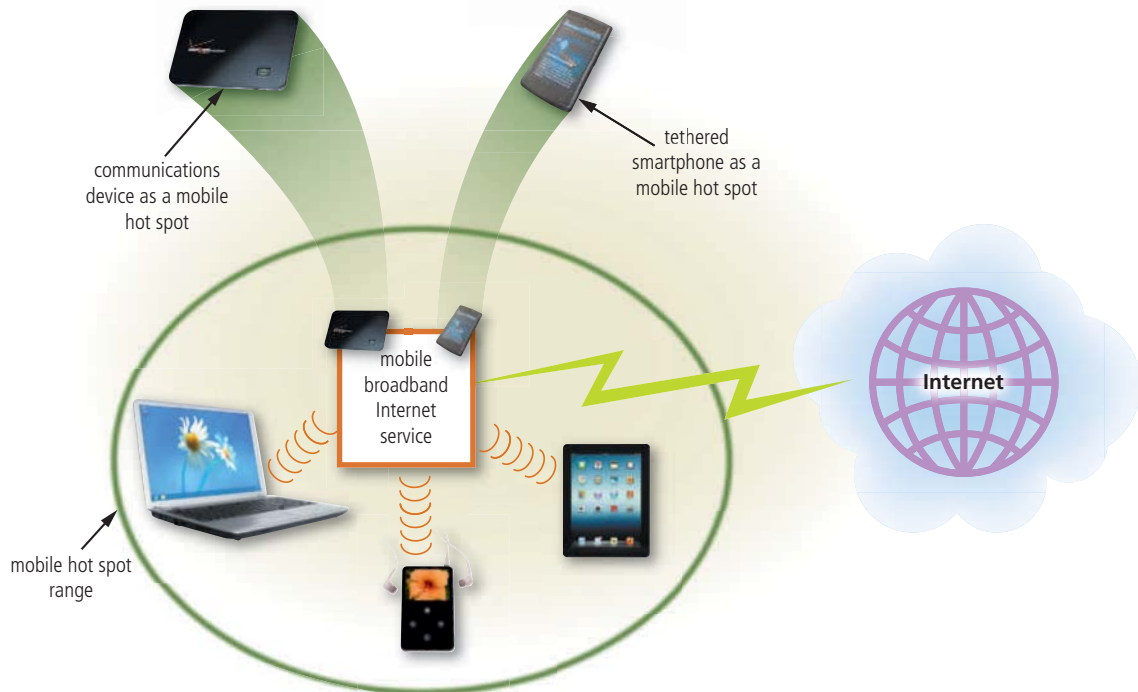 communications
device as a mobile
hot spot
tethered
smartphone as a
mobile hot spot
mobile
broadband
Internet
service
Internet
mobile hot spot
range